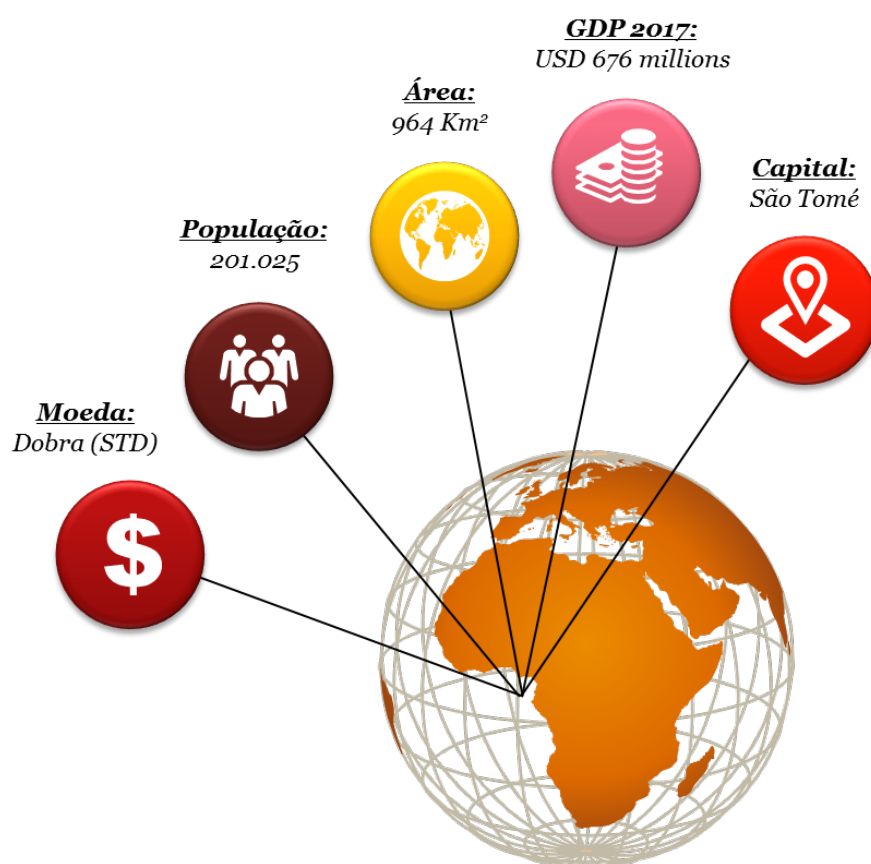 GDP 2017:
USD 676 millions
Área:
964 Km²
Capital:
São Tomé
População:
201.025
Moeda:
Dobra (STD)
$